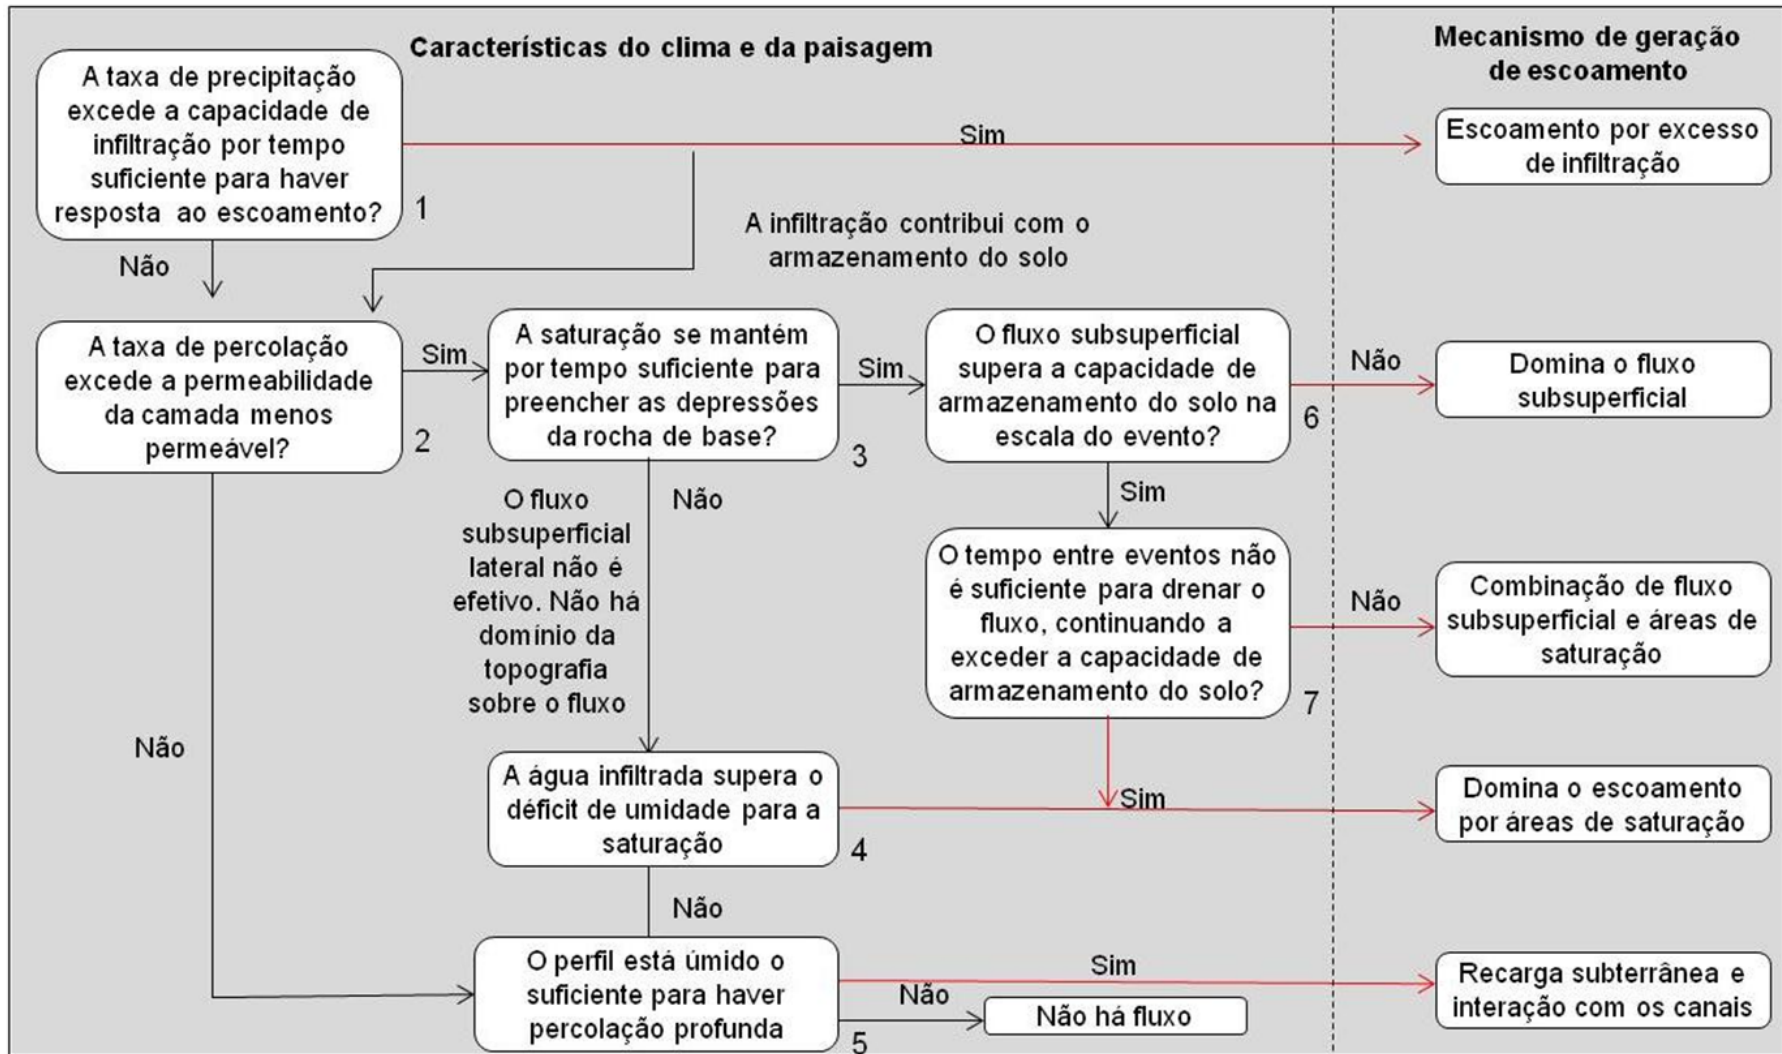 Características do clima e da paisagem
Mecanismo de geração
de escoamento
A taxa de precipitação
excede a capacidade de
infiltração por tempo
suficiente para haver
resposta ao escoamento?
1
Sim
Escoamento por excesso
de infiltração
A infiltração contribui com o
armazenamento do solo
Não
A taxa de percolação
excede a permeabilidade
da camada menos
permeável?
2
Sim
A saturação se mantém
por tempo suficiente para
preencher as depressões
da rocha de base?
3
Sim
O fluxo subsuperficial
supera a capacidade de
armazenamento do solo na
escala do evento?
6
Não
Domina o fluxo
subsuperficial
O fluxo
subsuperficial
lateral não é
efetivo. Não há
domínio da
topografia
sobre o fluxo
Não
Sim
O tempo entre eventos não
é suficiente para drenar o
fluxo, continuando a
exceder a capacidade de
armazenamento do solo?
7
Não
Combinação de fluxo
subsuperficial e áreas de
saturação
Não
A água infiltrada supera o
déficit de umidade para a
saturação
4
Sim
Domina o escoamento
por áreas de saturação
Não
O perfil está úmido o
suficiente para haver
percolação profunda
5
Sim
Não
Não há fluxo
Recarga subterrânea e
interação com os canais